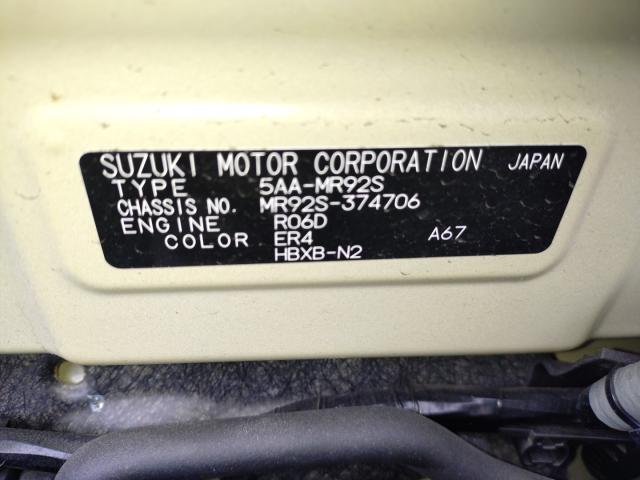 SUZUKI MOTOR CORPORATION JAPAN
TYPE 5AA-MR92S
CHASSIS NO. MR92S-374706
ENGINE R06D
COLOR ER4 A67
HBXB-N2